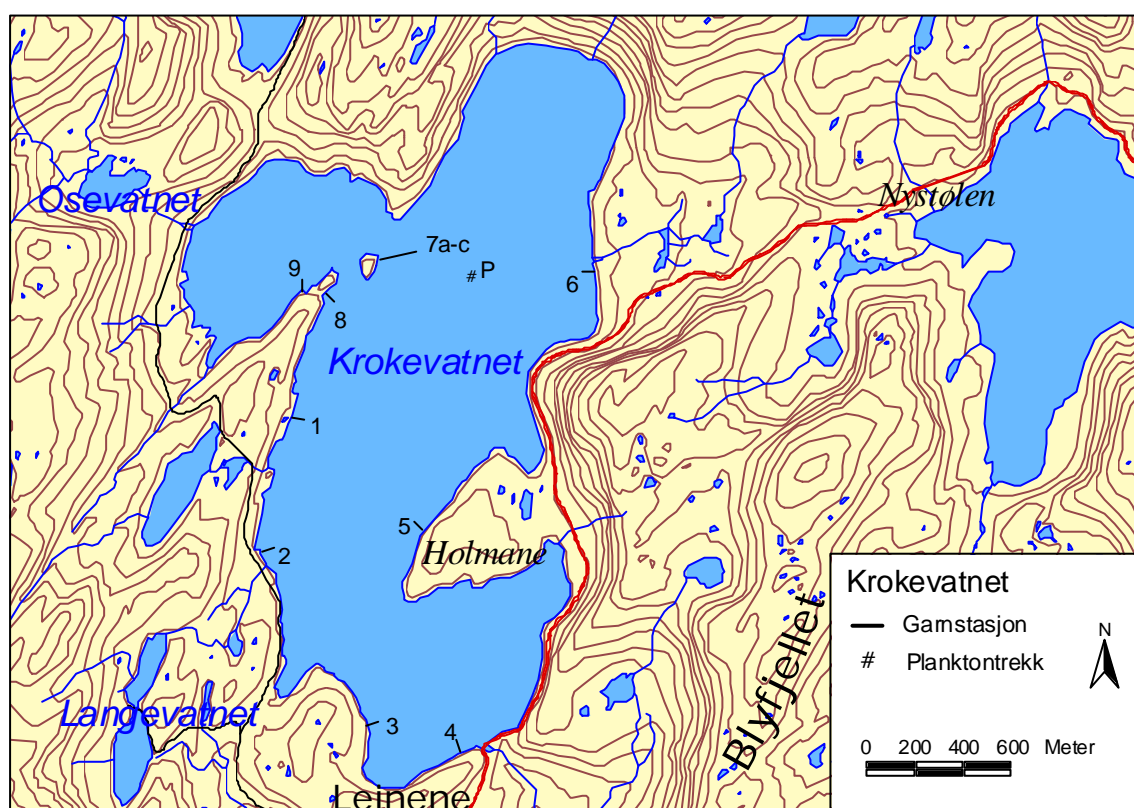 Osevatnet
Nystølen
7a-c
# P
9
6
8
Krokevatnet
1
5
Holmane
2
Blyfjellet
Langevatnet
3
4
Leinene
Krokevatnet
Garnstasjon
# Planktontrekk
N
0 200 400 600 Meter